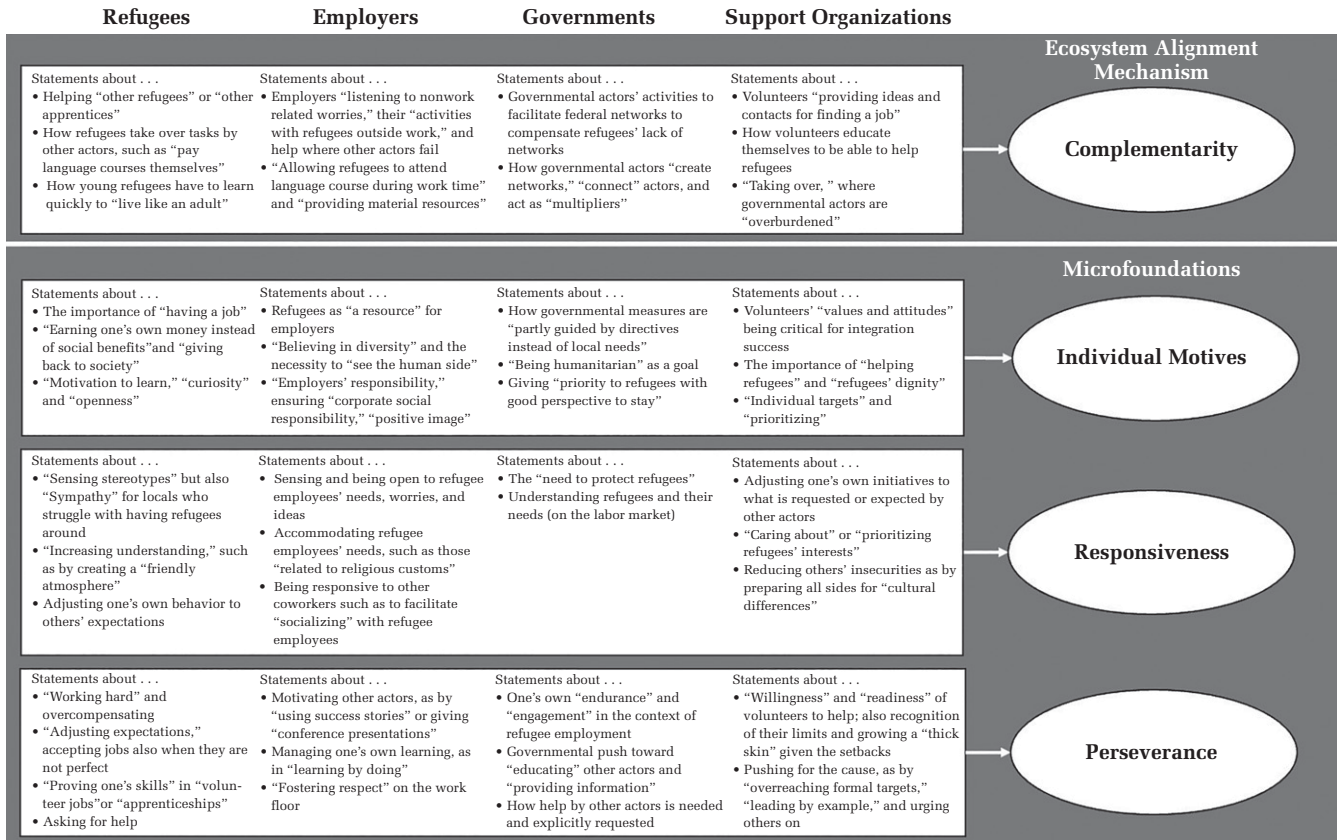 Refugees
Employers
Governments
Support Organizations
Ecosystem Alignment
Mechanism
Statements about . . .
• Helping “other refugees” or “other
apprentices”
• How refugees take over tasks by
other actors, such as “pay
language courses themselves”
• How young refugees have to learn
quickly to “live like an adult”
Statements about . . .
• Employers “listening to nonwork
related worries,” their “activities
with refugees outside work,” and
help where other actors fail
• “Allowing refugees to attend
language course during work time”
and “providing material resources”
Statements about . . .
• Governmental actors’ activities to
facilitate federal networks to
compensate refugees’ lack of
networks
• How governmental actors “create
networks,” “connect” actors, and
act as “multipliers”
Statements about . . .
• Volunteers “providing ideas and
contacts for finding a job”
• How volunteers educate
themselves to be able to help
refugees
• “Taking over, ” where
governmental actors are
“overburdened”
Complementarity
Microfoundations
Statements about . . .
• The importance of “having a job”
• “Earning one’s own money instead
of social benefits”and “giving
back to society”
• “Motivation to learn,” “curiosity”
and “openness”
Statements about . . .
• Refugees as “a resource” for
employers
• “Believing in diversity” and the
necessity to “see the human side”
• “Employers’ responsibility,”
ensuring “corporate social
responsibility,” “positive image”
Statements about . . .
• How governmental measures are
“partly guided by directives
instead of local needs”
• “Being humanitarian” as a goal
• Giving “priority to refugees with
good perspective to stay”
Statements about . . .
• Volunteers’ “values and attitudes”
being critical for integration
success
• The importance of “helping
refugees” and “refugees’ dignity”
• “Individual targets” and
“prioritizing”
Individual Motives
Statements about . . .
• “Sensing stereotypes” but also
“Sympathy” for locals who
struggle with having refugees
around
• “Increasing understanding,” such
as by creating a “friendly
atmosphere”
• Adjusting one’s own behavior to
others’ expectations
Statements about . . .
• Sensing and being open to refugee
employees’ needs, worries, and
ideas
• Accommodating refugee
employees’ needs, such as those
“related to religious customs”
• Being responsive to other
coworkers such as to facilitate
“socializing” with refugee
employees
Statements about . . .
• The “need to protect refugees”
• Understanding refugees and their
needs (on the labor market)
Statements about . . .
• Adjusting one’s own initiatives to
what is requested or expected by
other actors
• “Caring about” or “prioritizing
refugees’ interests”
• Reducing others’ insecurities as by
preparing all sides for “cultural
differences”
Responsiveness
Statements about . . .
• “Working hard” and
overcompensating
• “Adjusting expectations,”
accepting jobs also when they are
not perfect
• “Proving one’s skills” in “volun-
teer jobs”or “apprenticeships”
• Asking for help
Statements about . . .
• Motivating other actors, as by
“using success stories” or giving
“conference presentations”
• Managing one’s own learning, as
in “learning by doing”
• “Fostering respect” on the work
floor
Statements about . . .
• One’s own “endurance” and
“engagement” in the context of
refugee employment
• Governmental push toward
“educating” other actors and
“providing information”
• How help by other actors is needed
and explicitly requested
Statements about . . .
• “Willingness” and “readiness” of
volunteers to help; also recognition
of their limits and growing a “thick
skin” given the setbacks
• Pushing for the cause, as by
“overreaching formal targets,”
“leading by example,” and urging
others on
Perseverance